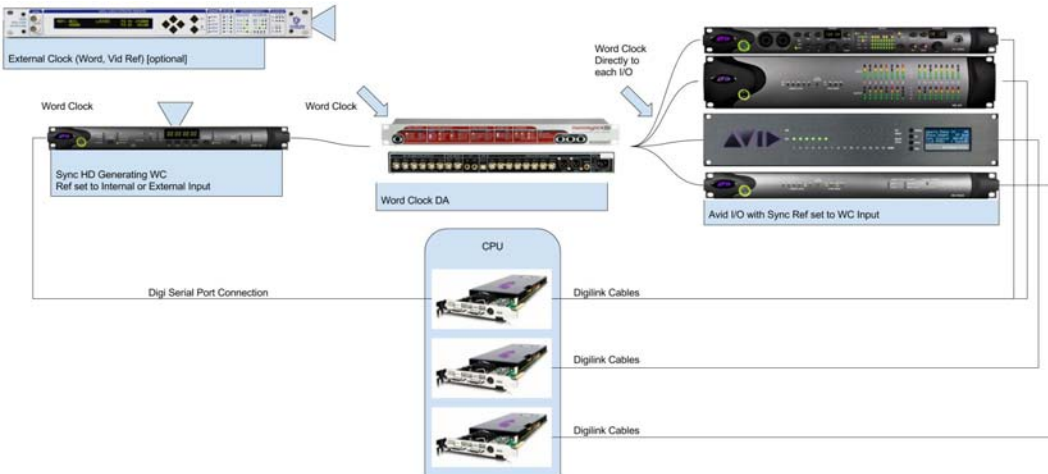 External Clock (Word, Vid Ref) [optional]
Word Clock
Sync HD Generating WC
Ref set to Internal or External Input
Word Clock
Word Clock DA
Word Clock
Directly to
each I/O
AVID
Avid I/O with Sync Ref set to WC Input
CPU
Digi Serial Port Connection
Digilink Cables
Digilink Cables
Digilink Cables